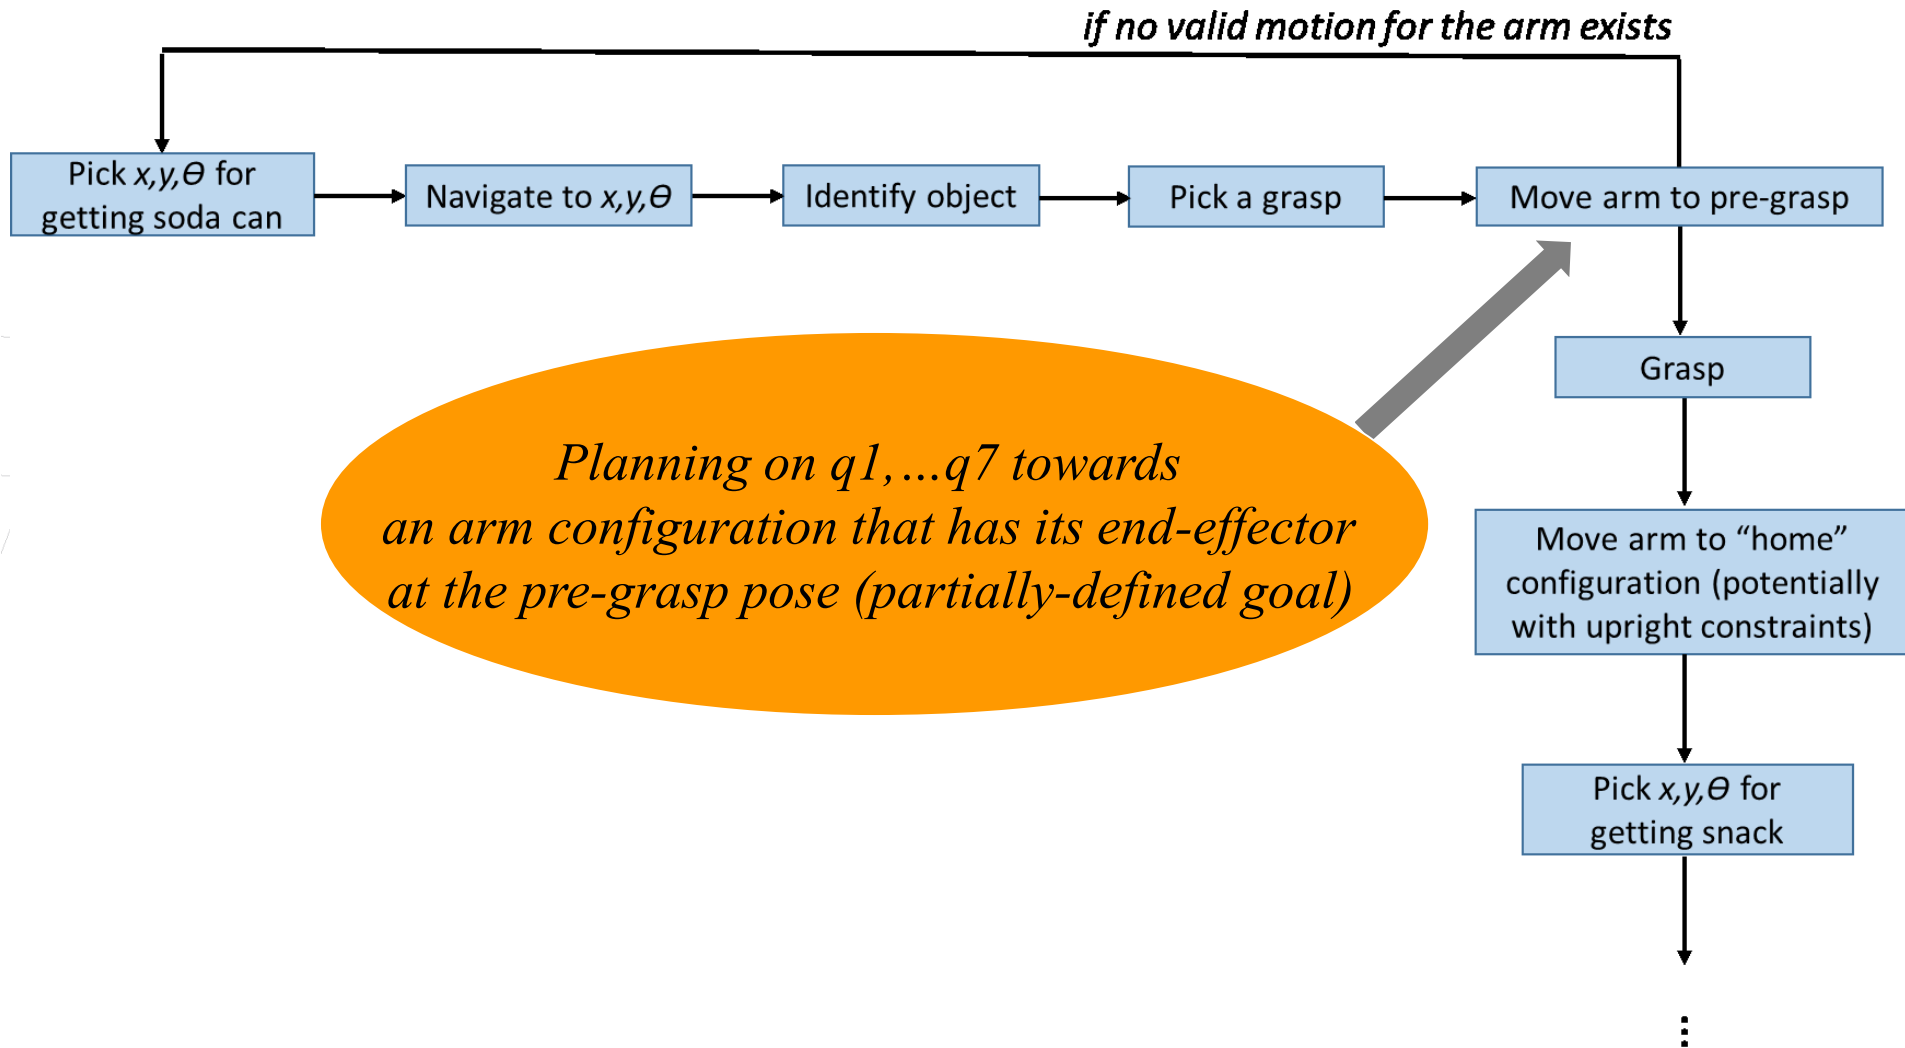 if no valid motion for the arm exists
Pick x,y,ϴ for
getting soda can
Navigate to x,y,ϴ
Identify object
Pick a grasp
Move arm to pre-grasp
Grasp
Planning on q1,...q7 towards
an arm configuration that has its end-effector
at the pre-grasp pose (partially-defined goal)
Move arm to “home”
configuration (potentially
with upright constraints)
Pick x,y,ϴ for
getting snack
⋮